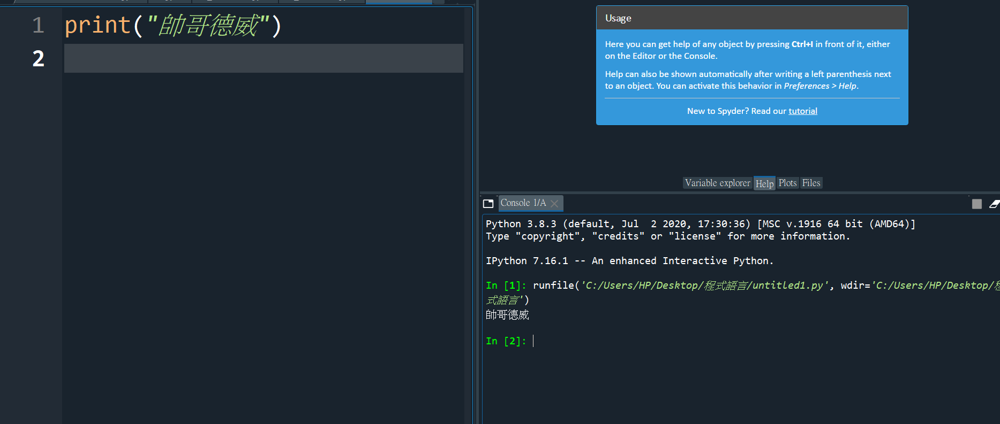 1 print("帥哥德威")
2
Usage
Here you can get help of any object by pressing Ctrl+I in front of it, either
on the Editor or the Console.
Help can also be shown automatically after writing a left parenthesis next
to an object. You can activate this behavior in Preferences > Help.
New to Spyder? Read our tutorial
Variable explorer Help Plots Files
Console 1/A
Python 3.8.3 (default, Jul  2 2020, 17:30:36) [MSC v.1916 64 bit (AMD64)]
Type "copyright", "credits" or "license" for more information.
IPython 7.16.1 -- An enhanced Interactive Python.
In [1]: runfile('C:/Users/HP/Desktop/程式語言/untitled1.py', wdir='C:/Users/HP/Desktop/程
式語言')
帥哥德威
In [2]: